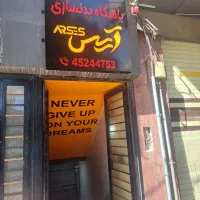 باشگاه بدنسازی
ARSES
آرسس
45244753
NEVER
GIVE UP
ON YOUR
DREAMS